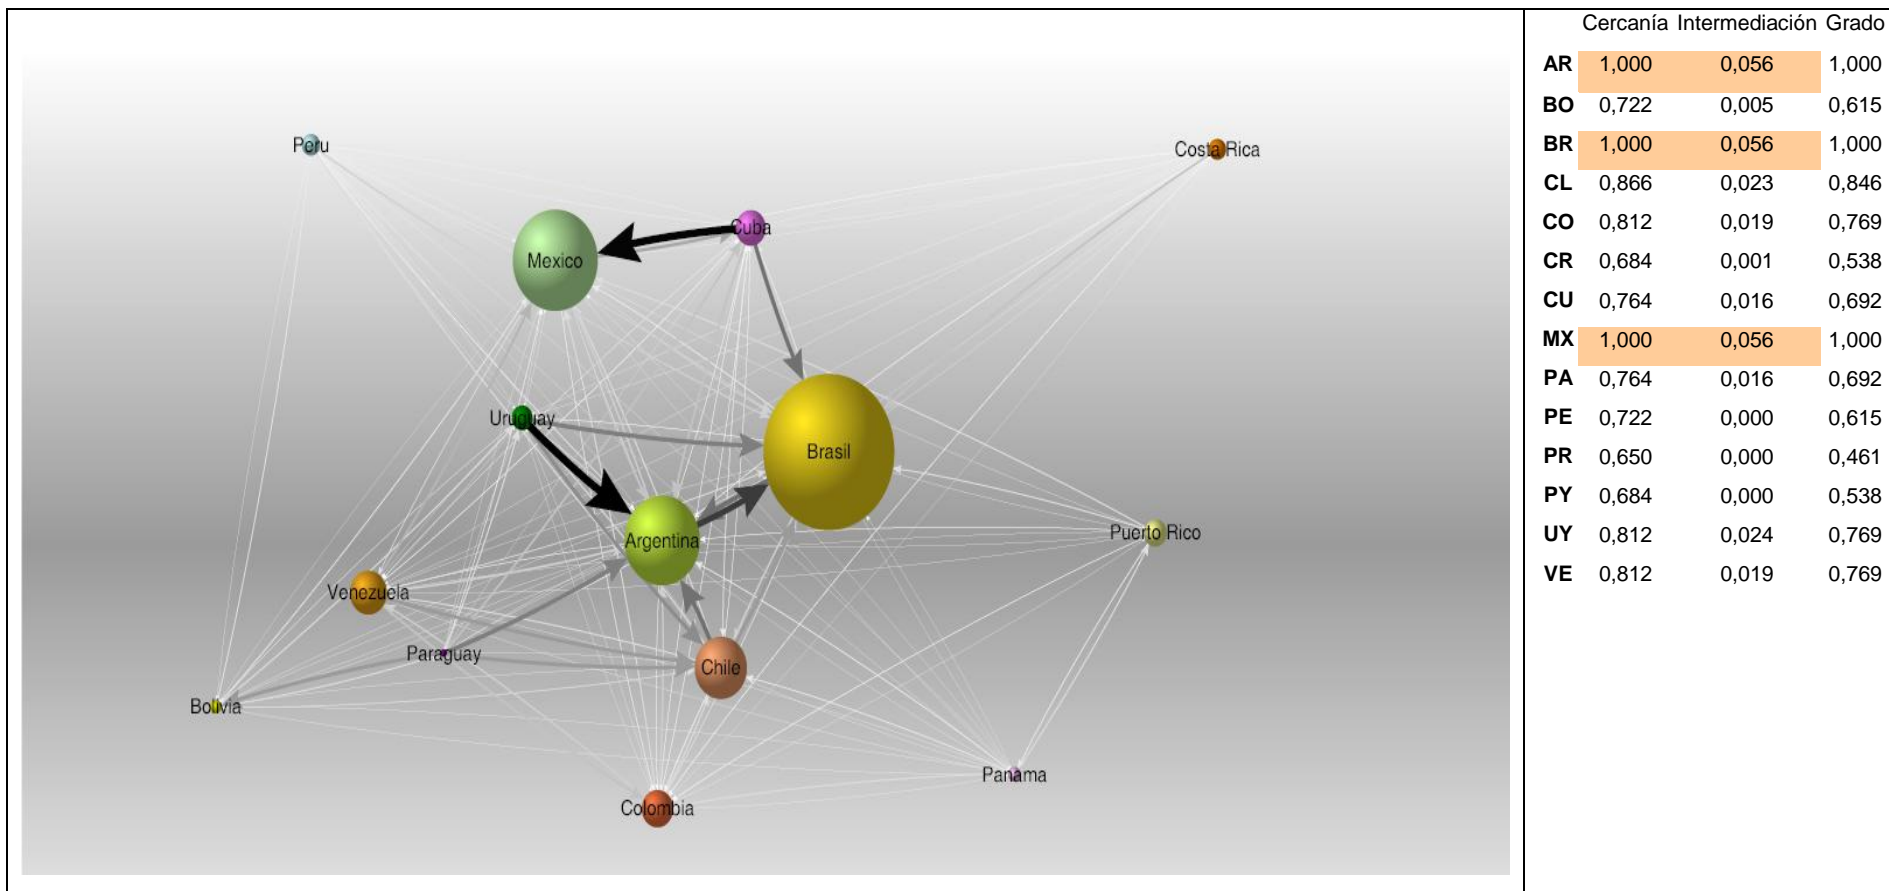 Peru
Costa Rica
Cuba
Mexico
Uruguay
Brasil
Puerto Rico
Argentina
Venezuela
Paraguay
Chile
Bolivia
Panama
Colombia
Cercanía Intermediación Grado
AR 1,000 0,056 1,000
BO 0,722 0,005 0,615
BR 1,000 0,056 1,000
CL 0,866 0,023 0,846
CO 0,812 0,019 0,769
CR 0,684 0,001 0,538
CU 0,764 0,016 0,692
MX 1,000 0,056 1,000
PA 0,764 0,016 0,692
PE 0,722 0,000 0,615
PR 0,650 0,000 0,461
PY 0,684 0,000 0,538
UY 0,812 0,024 0,769
VE 0,812 0,019 0,769